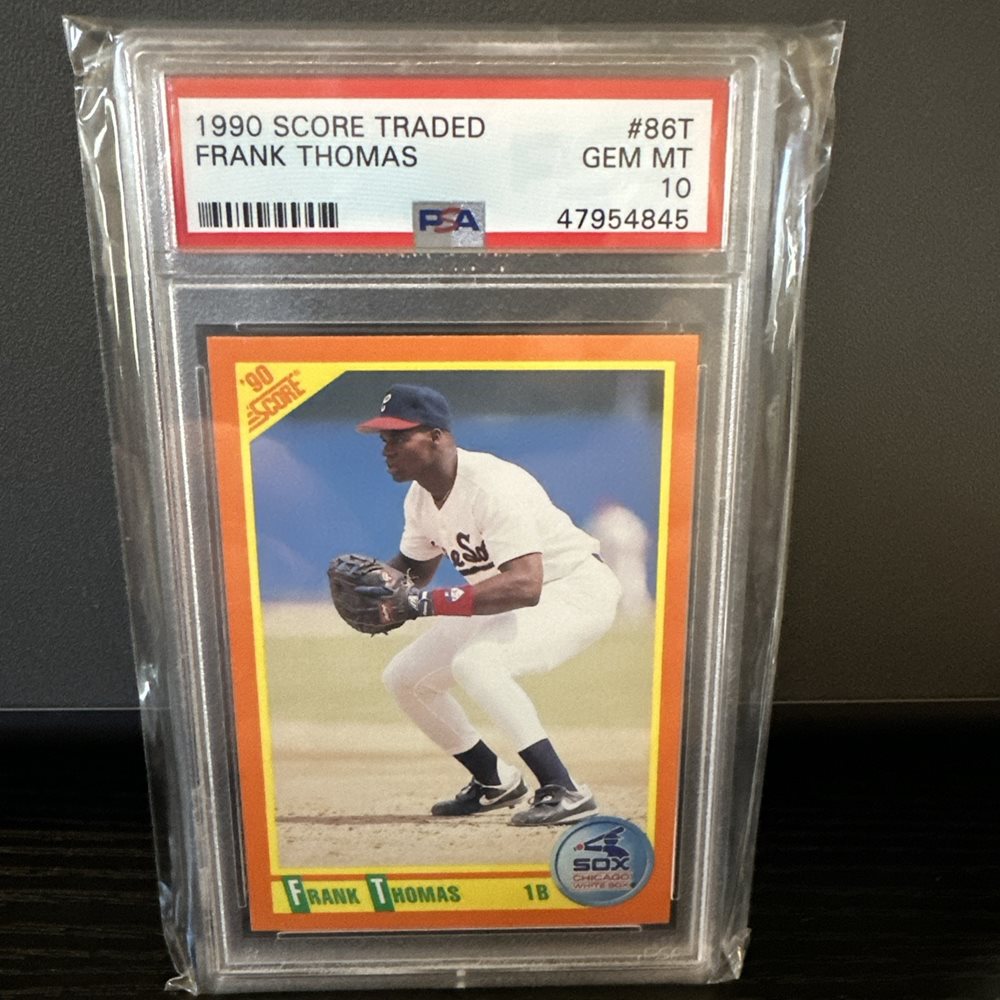 1990 SCORE TRADED #86T
FRANK THOMAS GEM MT
10
PSA 47954845
'90
SCORE®
C
e So
FRANK THOMAS 1B
SOX
CHICAGO
WHITE SOX